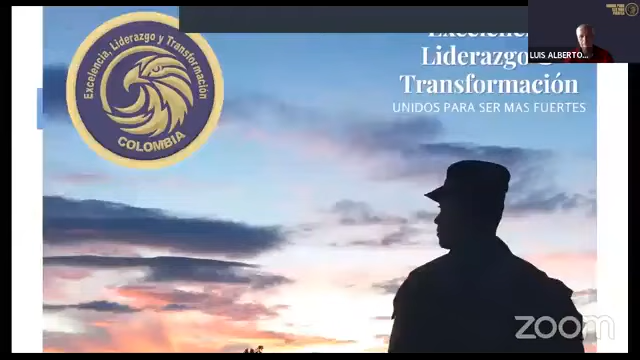 Excelencia, Liderazgo y Transformación
COLOMBIA
Liderazgo
Transformación
UNIDOS PARA SER MAS FUERTES
LUIS ALBERTO...
zoom